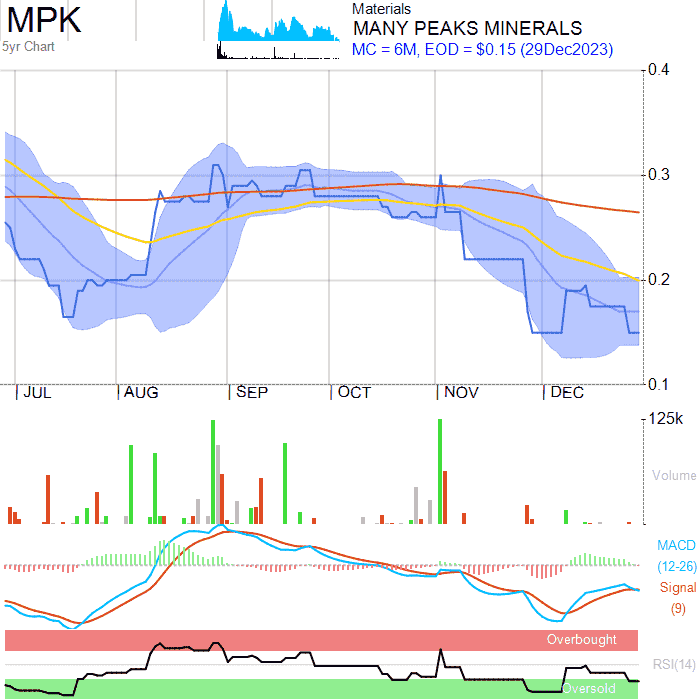 MPK
5yr Chart
Materials
MANY PEAKS MINERALS
MC = 6M, EOD = $0.15 (29Dec2023)
0.4
0.3
0.2
0.1
JUL AUG SEP OCT NOV DEC
125k
Volume
MACD
(12-26)
Signal
(9)
Overbought
RSI(14)
Oversold